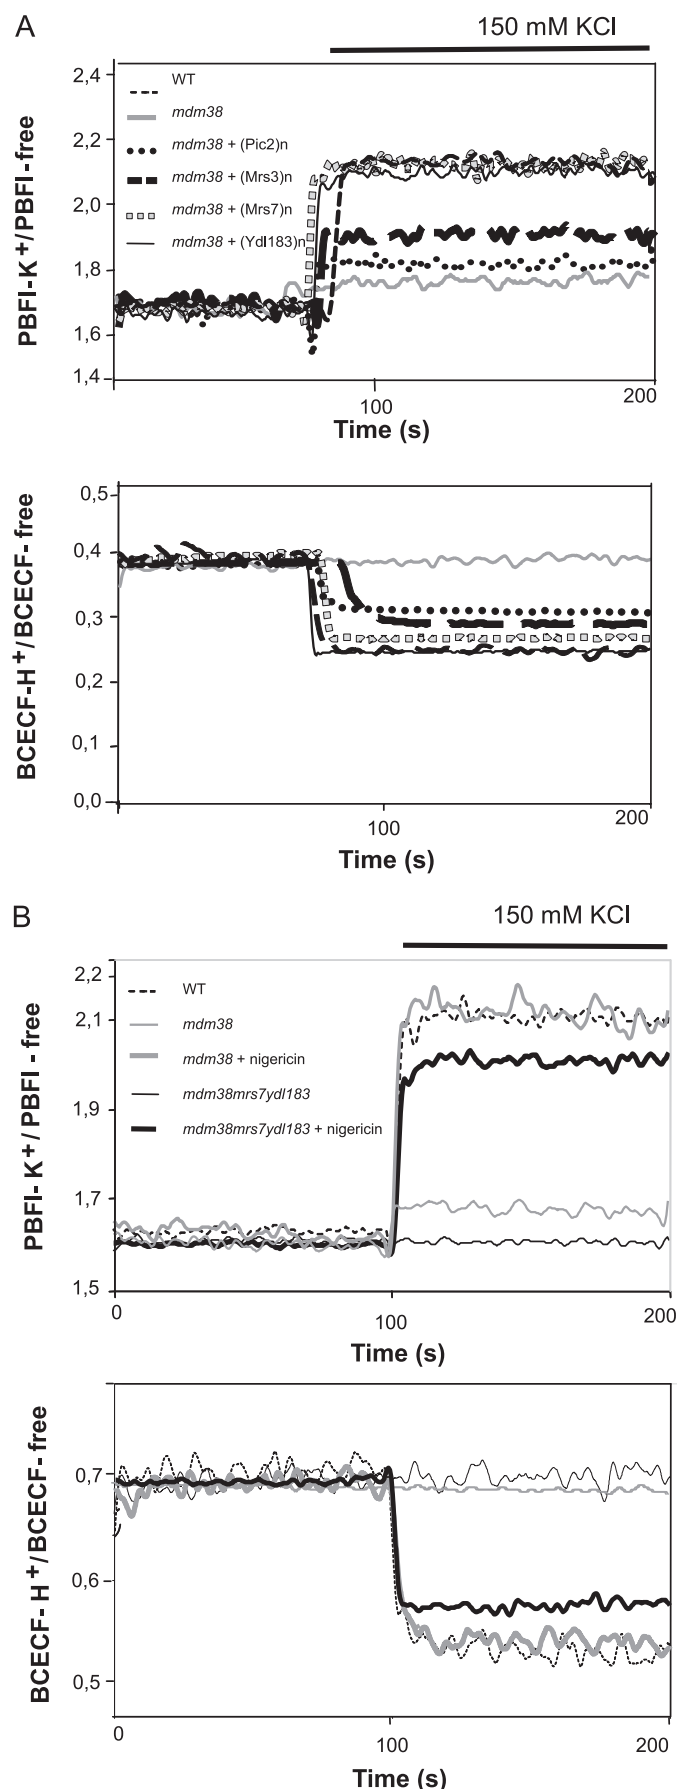 A
150 mM KCl
PBFI-K+/PBFI-free
2,4
2,2
2,0
1,8
1,6
1,4
WT
mdm38
mdm38 + (Pic2)n
mdm38 + (Mrs3)n
mdm38 + (Mrs7)n
mdm38 + (Ydl183)n
100
200
Time (s)
BCECF-H+/BCECF-free
0,5
0,4
0,3
0,2
0,1
0,0
100
200
Time (s)
B
150 mM KCl
PBFI-K+/PBFI-free
2,2
2,1
1,9
1,7
1,5
WT
mdm38
mdm38 + nigericin
mdm38mrs7ydl183
mdm38mrs7ydl183 + nigericin
0
100
200
Time (s)
BCECF-H+/BCECF-free
0,7
0,6
0,5
0
100
200
Time (s)